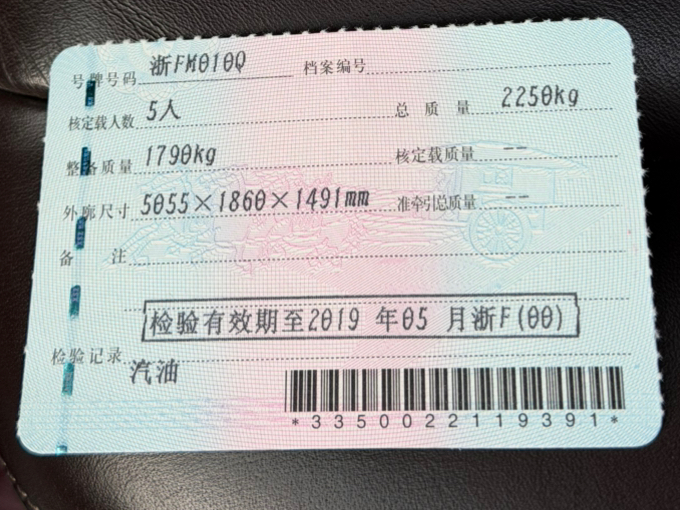 号牌号码 浙FM010Q 档案编号
核定载人数 5人 总质量 2250kg
整备质量 1790kg 核定载质量 --
外廓尺寸 5055×1860×1491mm 准牵引总质量 --
备注
检验有效期至2019 年05 月浙F(00)
检验记录
汽油
*3350022119391*